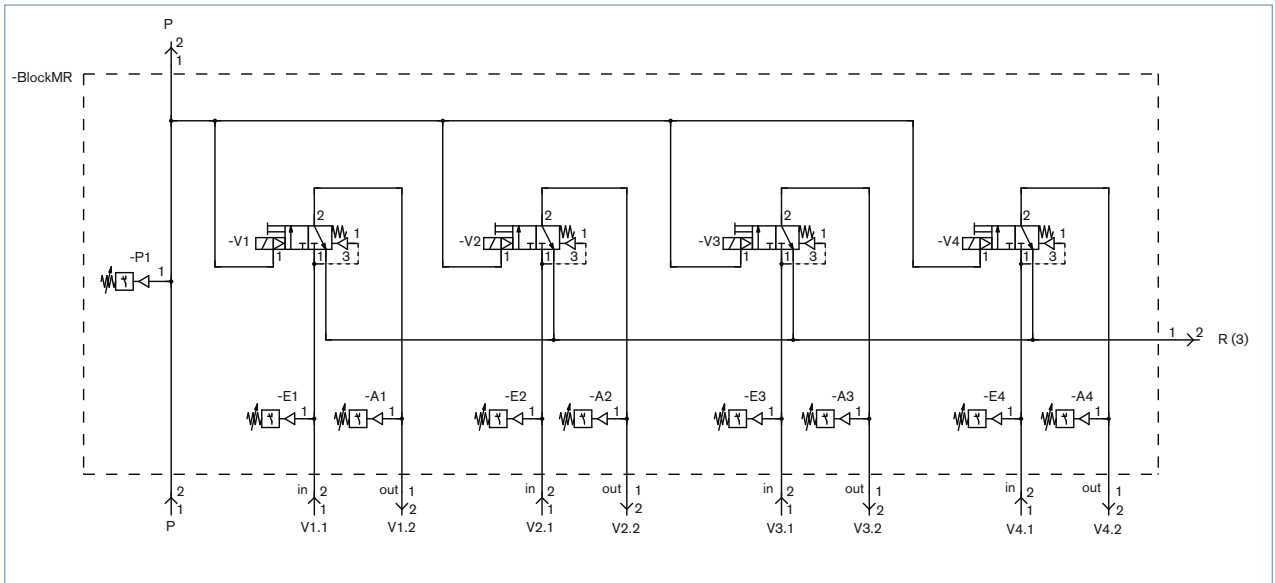 P
2
1
-BlockMR
2 2 2 2
-V1 1 -V2 1 -V3 1 -V4 1
1 1 3 1 1 3 1 1 3 1 1 3
-P1
1
1 2 R (3)
-E1 -A1 -E2 -A2 -E3 -A3 -E4 -A4
1 1 1 1 1 1 1 1
2 in 2 out 1 in 2 out 1 in 2 out 1 in 2 out 1
1 1 2 1 2 1 2 1 2
P V1.1 V1.2 V2.1 V2.2 V3.1 V3.2 V4.1 V4.2